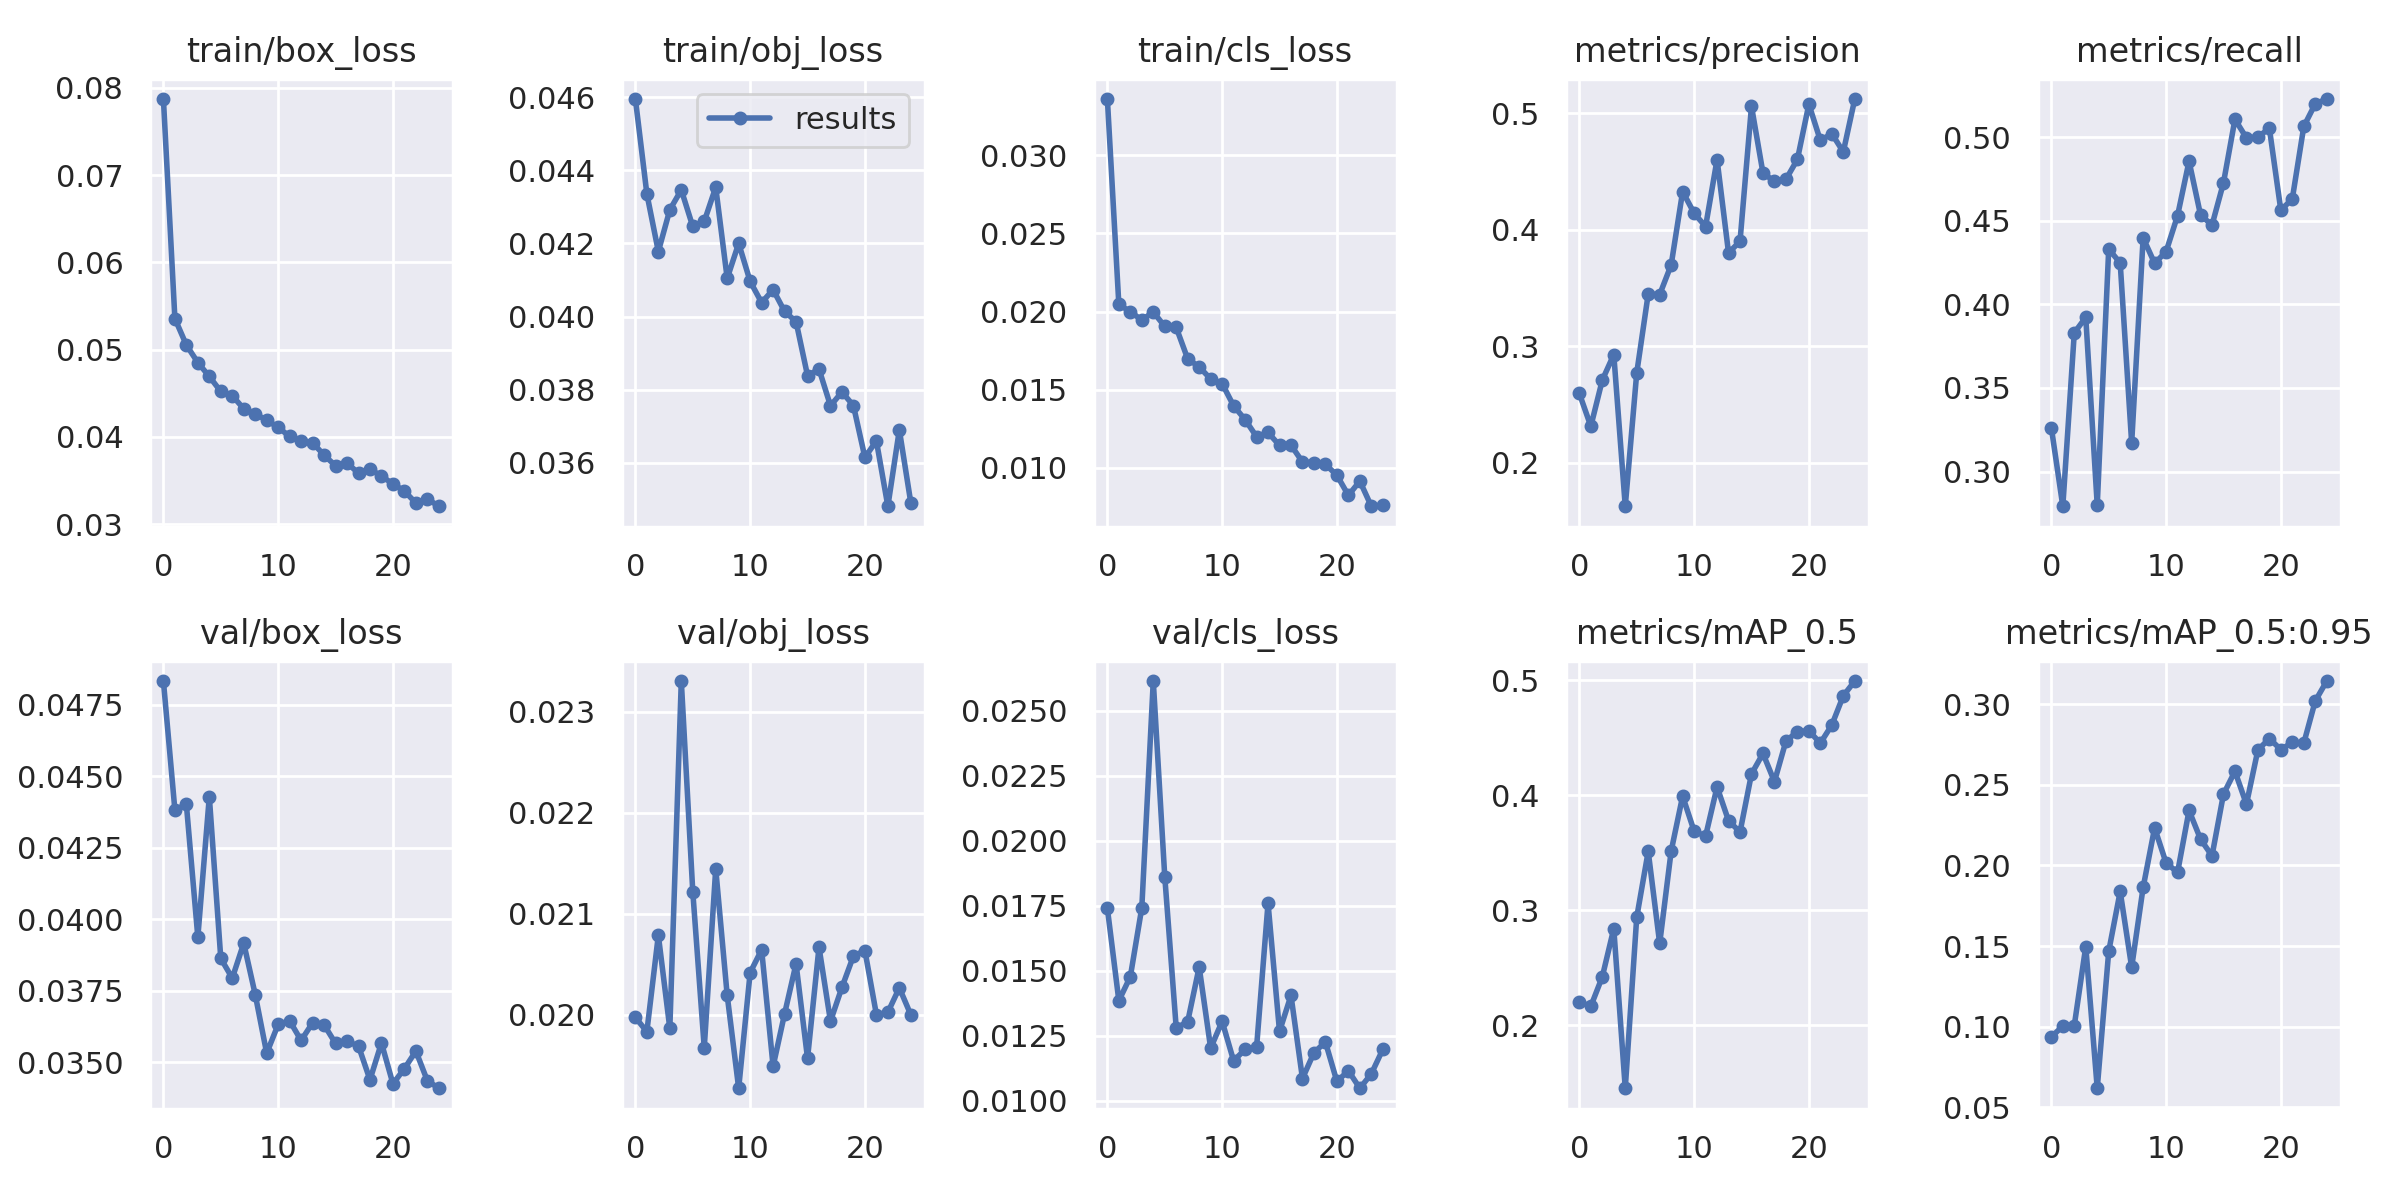 train/box_loss
0.08
0.07
0.06
0.05
0.04
0.03
0 10 20
train/obj_loss
results
0.046
0.044
0.042
0.040
0.038
0.036
0 10 20
train/cls_loss
0.030
0.025
0.020
0.015
0.010
0 10 20
metrics/precision
0.5
0.4
0.3
0.2
0 10 20
metrics/recall
0.50
0.45
0.40
0.35
0.30
0 10 20
val/box_loss
0.0475
0.0450
0.0425
0.0400
0.0375
0.0350
0 10 20
val/obj_loss
0.023
0.022
0.021
0.020
0 10 20
val/cls_loss
0.0250
0.0225
0.0200
0.0175
0.0150
0.0125
0.0100
0 10 20
metrics/mAP_0.5
0.5
0.4
0.3
0.2
0 10 20
metrics/mAP_0.5:0.95
0.30
0.25
0.20
0.15
0.10
0.05
0 10 20